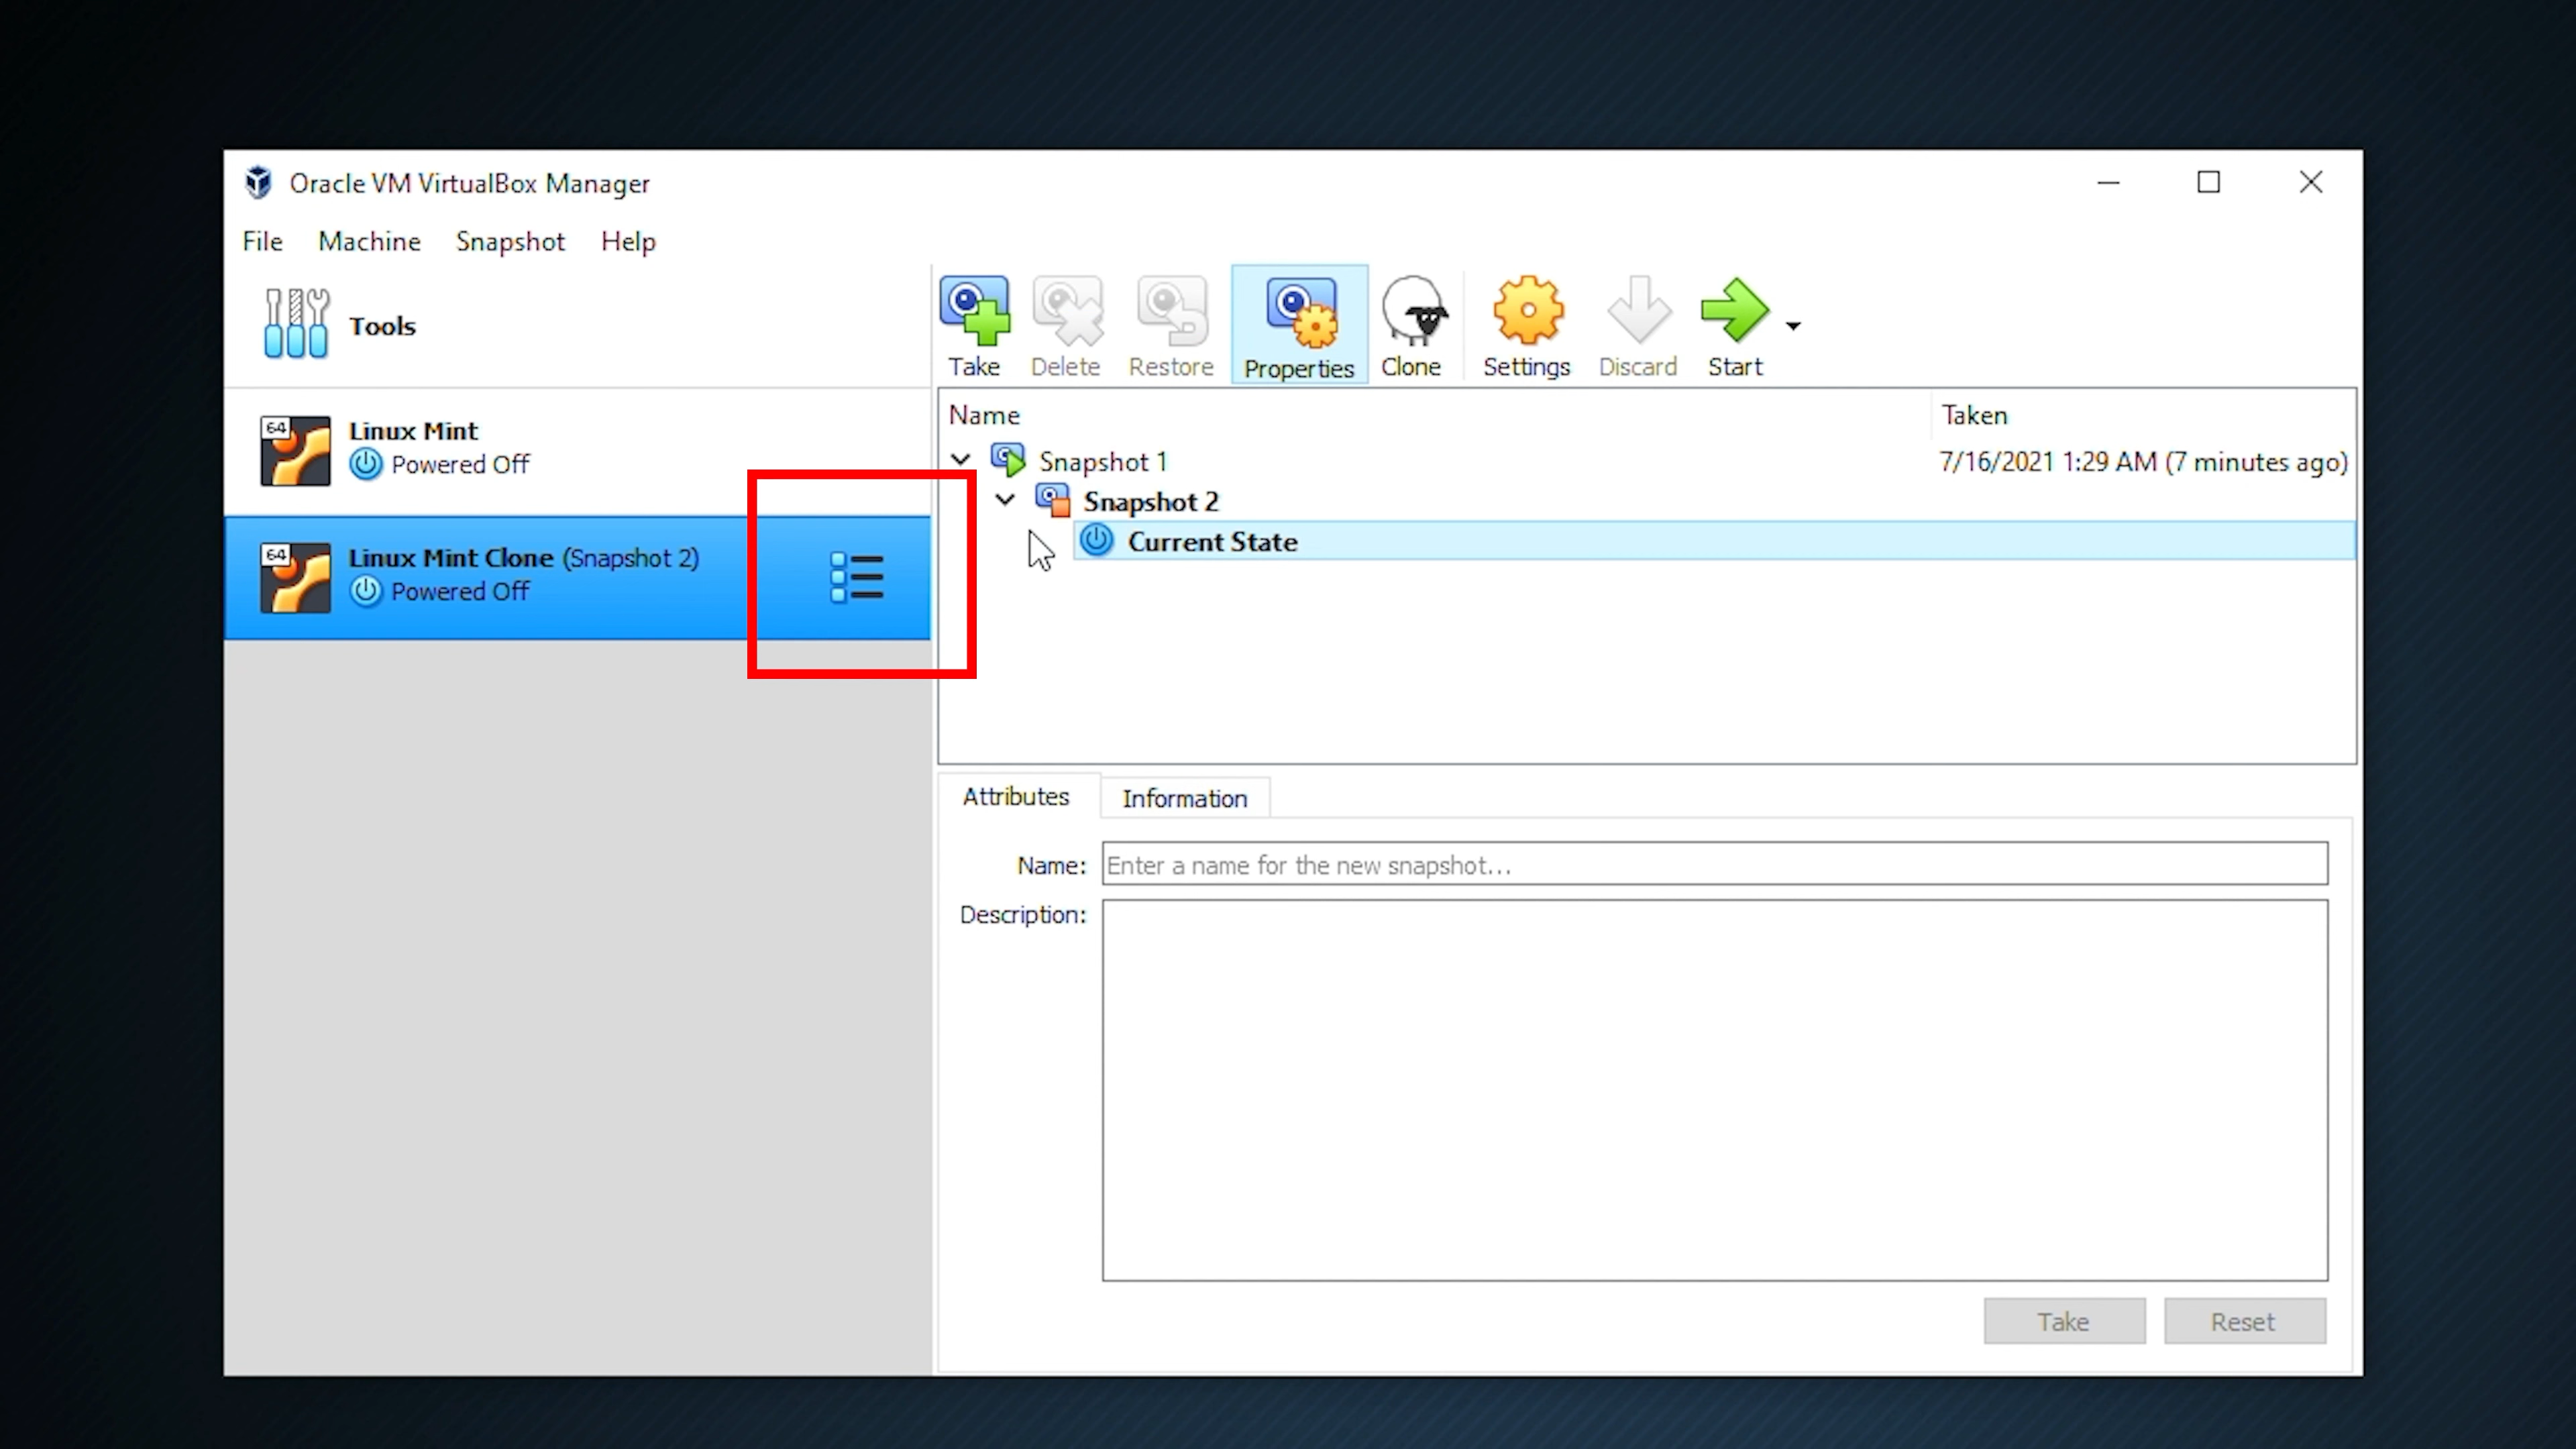 Oracle VM VirtualBox Manager
File Machine Snapshot Help
Tools
Take Delete Restore Properties Clone Settings Discard Start
64
Linux Mint
Powered Off
64
Linux Mint Clone (Snapshot 2)
Powered Off
Name Taken
Snapshot 1 7/16/2021 1:29 AM (7 minutes ago)
Snapshot 2
Current State
Attributes Information
Name: Enter a name for the new snapshot...
Description:
Take Reset